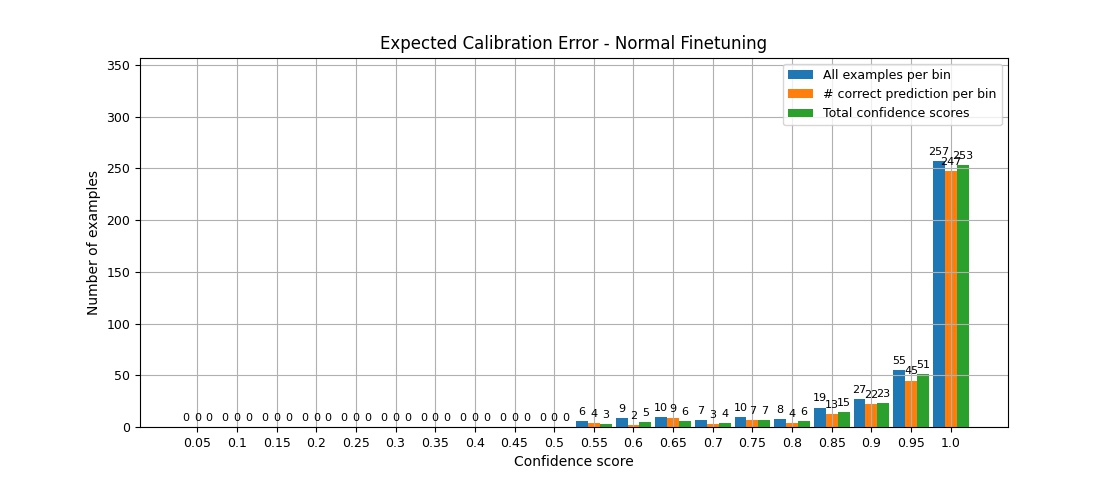 Expected Calibration Error - Normal Finetuning
All examples per bin
# correct prediction per bin
Total confidence scores
Number of examples
350
300
250
200
150
100
50
0
0 0 0 0 0 0 0 0 0 0 0 0 0 0 0 0 0 0 0 0 0 0 0 0 0 0 0 0 0 0 6 4 3 9 2 5 10 9 6 7 3 4 10 7 7 8 4 6 19 13 15 27 22 23 55 45 51 257 247 253
0.05 0.1 0.15 0.2 0.25 0.3 0.35 0.4 0.45 0.5 0.55 0.6 0.65 0.7 0.75 0.8 0.85 0.9 0.95 1.0
Confidence score